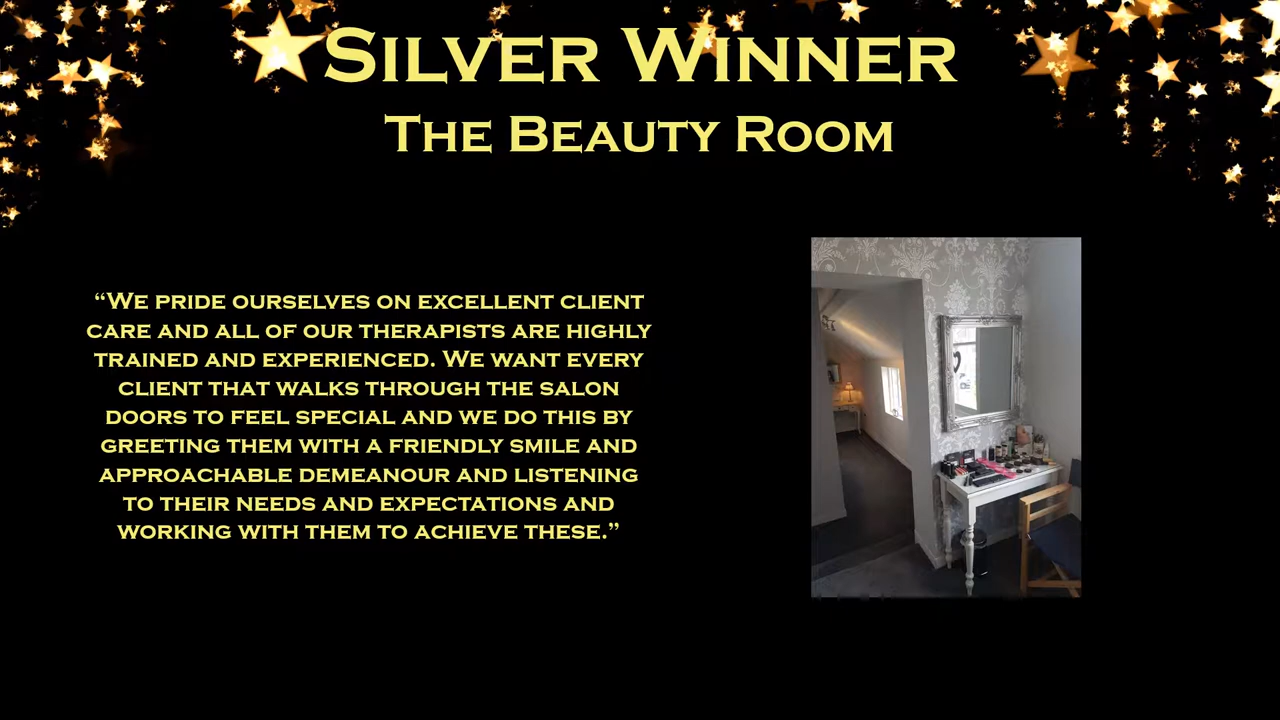 Silver Winner
The Beauty Room
“We pride ourselves on excellent client
care and all of our therapists are highly
trained and experienced. We want every
client that walks through the salon
doors to feel special and we do this by
greeting them with a friendly smile and
approachable demeanour and listening
to their needs and expectations and
working with them to achieve these.”